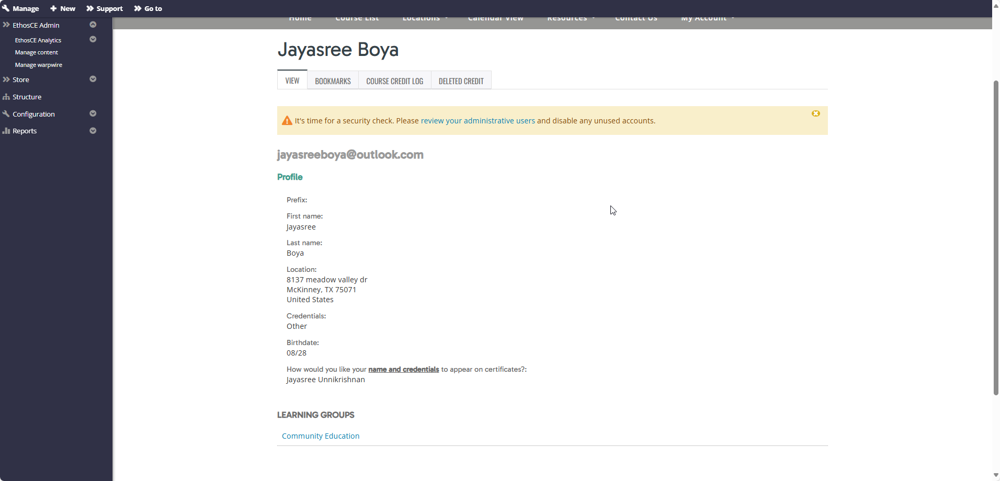 Manage New Support Go to
EthosCE Admin
EthosCE Analytics
Manage content
Manage warpwire
Store
Structure
Configuration
Reports
Home Course List Locations Calendar View Resources Contact Us My Account
Jayasree Boya
VIEW BOOKMARKS COURSE CREDIT LOG DELETED CREDIT
It's time for a security check. Please review your administrative users and disable any unused accounts.
jayasreeboya@outlook.com
Profile
Prefix:
First name:
Jayasree
Last name:
Boya
Location:
8137 meadow valley dr
McKinney, TX 75071
United States
Credentials:
Other
Birthdate:
08/28
How would you like your name and credentials to appear on certificates?:
Jayasree Unnikrishnan
LEARNING GROUPS
Community Education